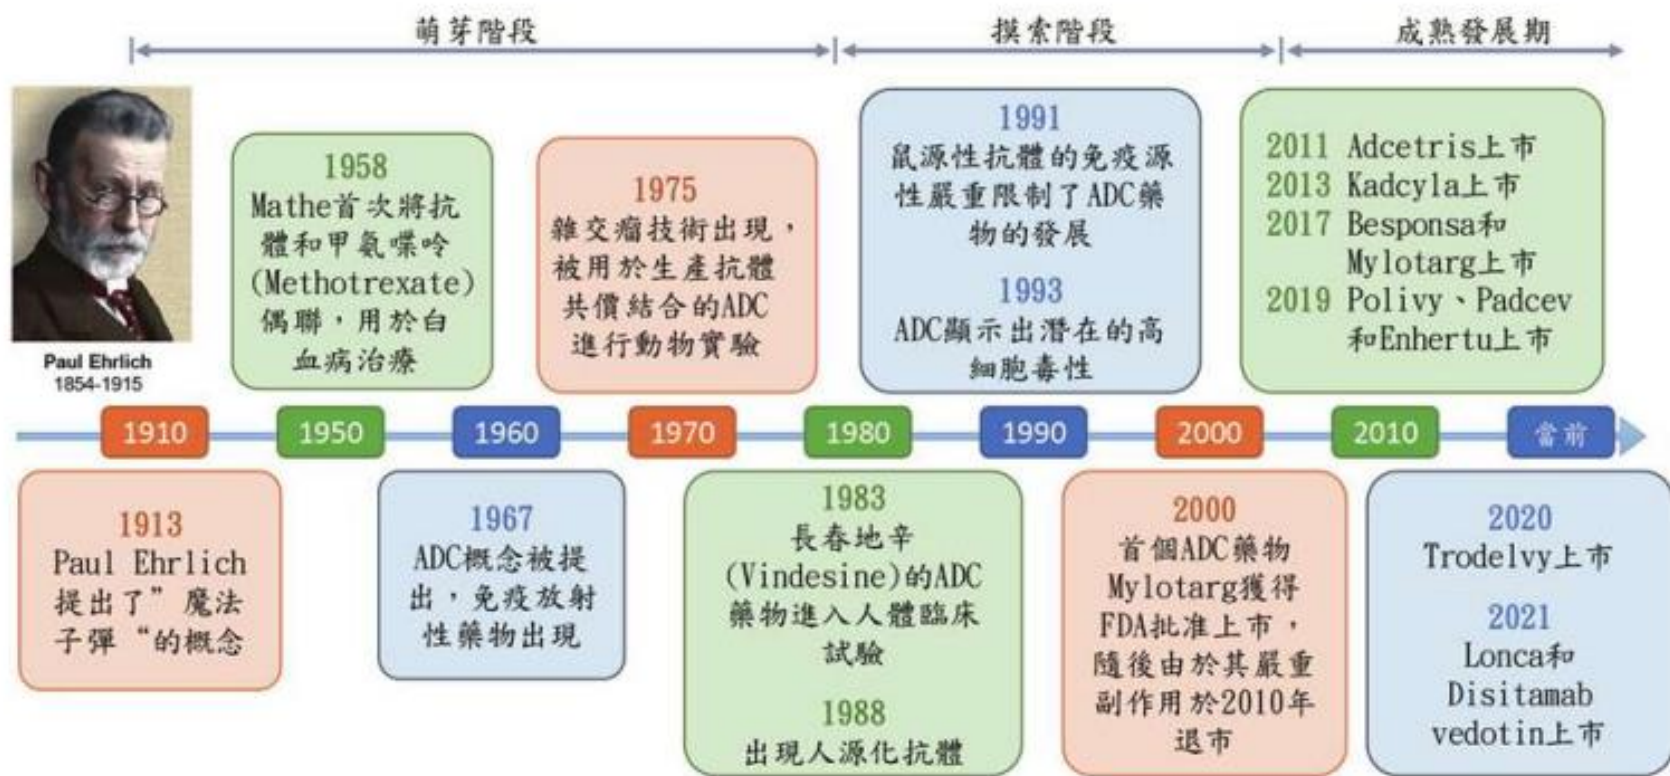 萌芽階段
摸索階段
成熟發展期
Paul Ehrlich
1854-1915
1958
Mathe首次將抗
體和甲氨喋呤
(Methotrexate)
偶聯，用於白
血病治療
1975
雜交瘤技術出現，
被用於生產抗體
共價結合的ADC
進行動物實驗
1991
鼠源性抗體的免疫源
性嚴重限制了ADC藥
物的發展
1993
ADC顯示出潛在的高
細胞毒性
2011 Adcetris上市
2013 Kadcyla上市
2017 Besponsa和
Mylotarg上市
2019 Polivy、Padcev
和Enhertu上市
1910
1950
1960
1970
1980
1990
2000
2010
當前
1913
Paul Ehrlich
提出了”魔法
子彈“的概念
1967
ADC概念被提
出，免疫放射
性藥物出現
1983
長春地辛
(Vindesine)的ADC
藥物進入人體臨床
試驗
1988
出現人源化抗體
2000
首個ADC藥物
Mylotarg獲得
FDA批准上市，
隨後由於其嚴重
副作用於2010年
退市
2020
Trodelvy上市
2021
Lonca和
Disitamab
vedotin上市